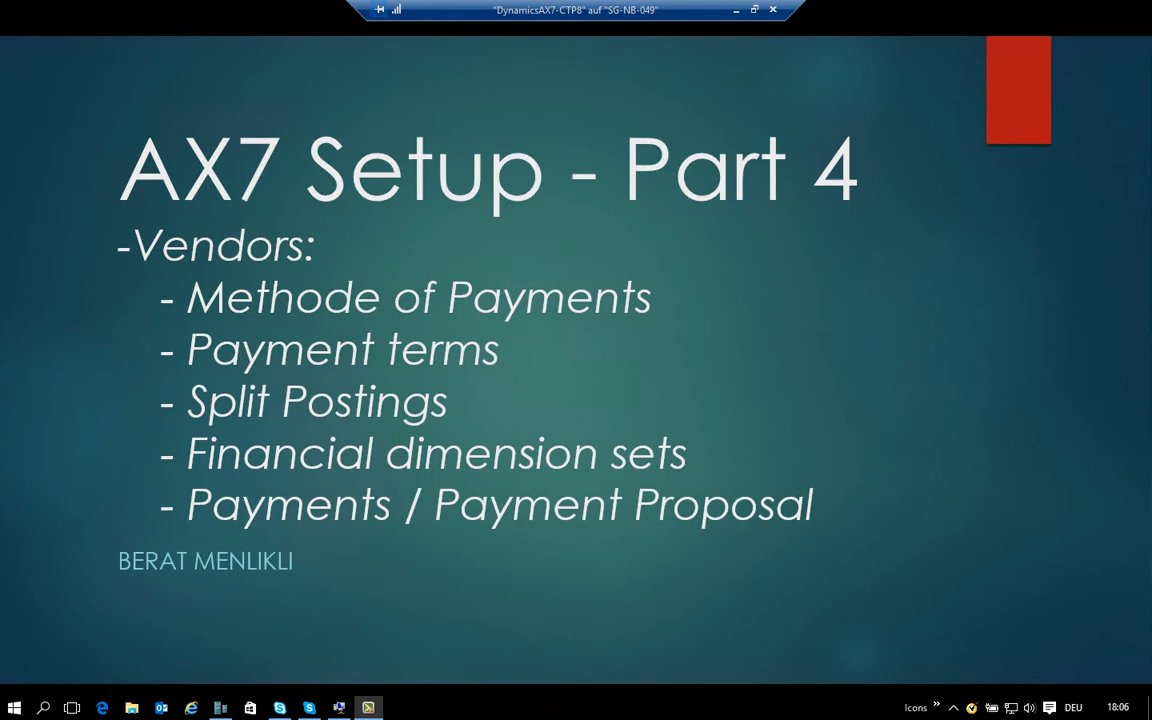 "DynamicsAX7-CTP8" auf "SG-NB-049"
AX7 Setup - Part 4
-Vendors:
- Methode of Payments
- Payment terms
- Split Postings
- Financial dimension sets
- Payments / Payment Proposal
BERAT MENLIKLI
Icons
DEU
18:06